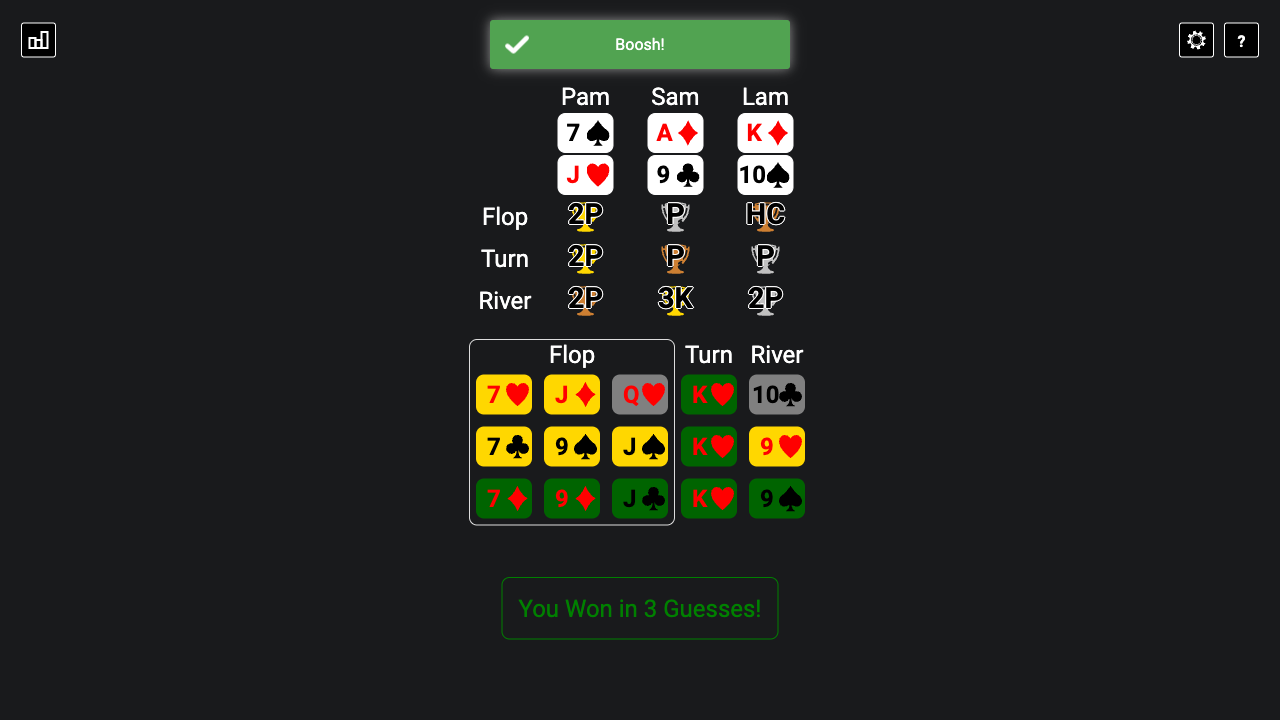 Boosh!
?
Pam Sam Lam
7♠ A♦ K♦
J♥ 9♣ 10♠
Flop 2P P HC
Turn 2P P P
River 2P 3K 2P
Flop Turn River
7♥ J♦ Q♥ K♥ 10♣
7♣ 9♠ J♠ K♥ 9♥
7♦ 9♦ J♣ K♥ 9♠
You Won in 3 Guesses!